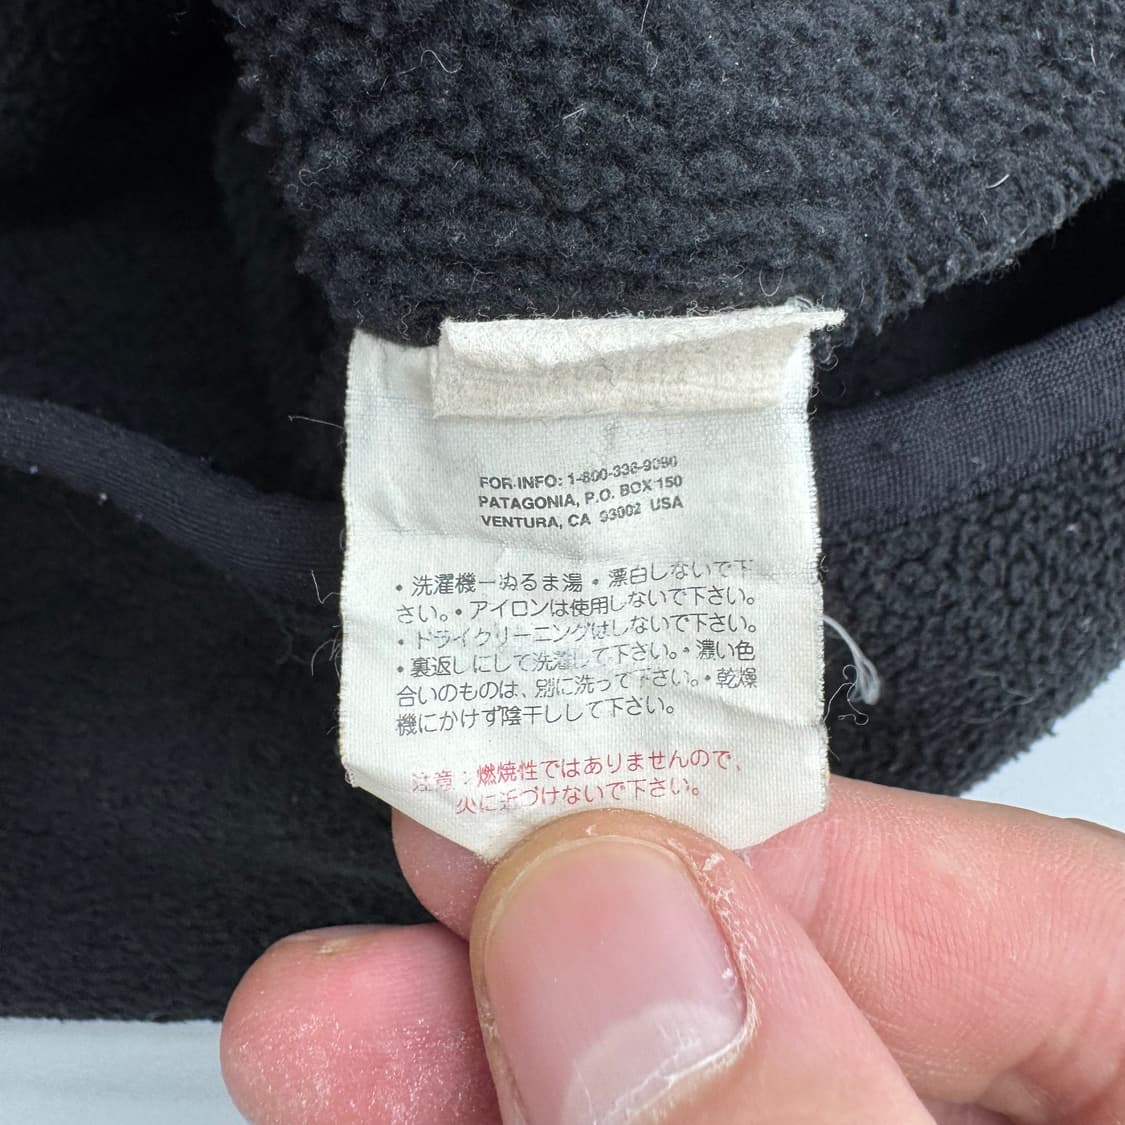 FOR INFO: 1-800-336-9090
PATAGONIA, P.O. BOX 150
VENTURA, CA 93002 USA
・洗濯機ーぬるま湯・漂白しないで下
さい。・アイロンは使用しないで下さい。
・ドライクリーニングはしないで下さい。
・裏返しにして洗濯して下さい。・濃い色
合いのものは、別に洗って下さい。・乾燥
機にかけず陰干しして下さい。
注意：燃焼性ではありませんので、
火に近づけないで下さい。